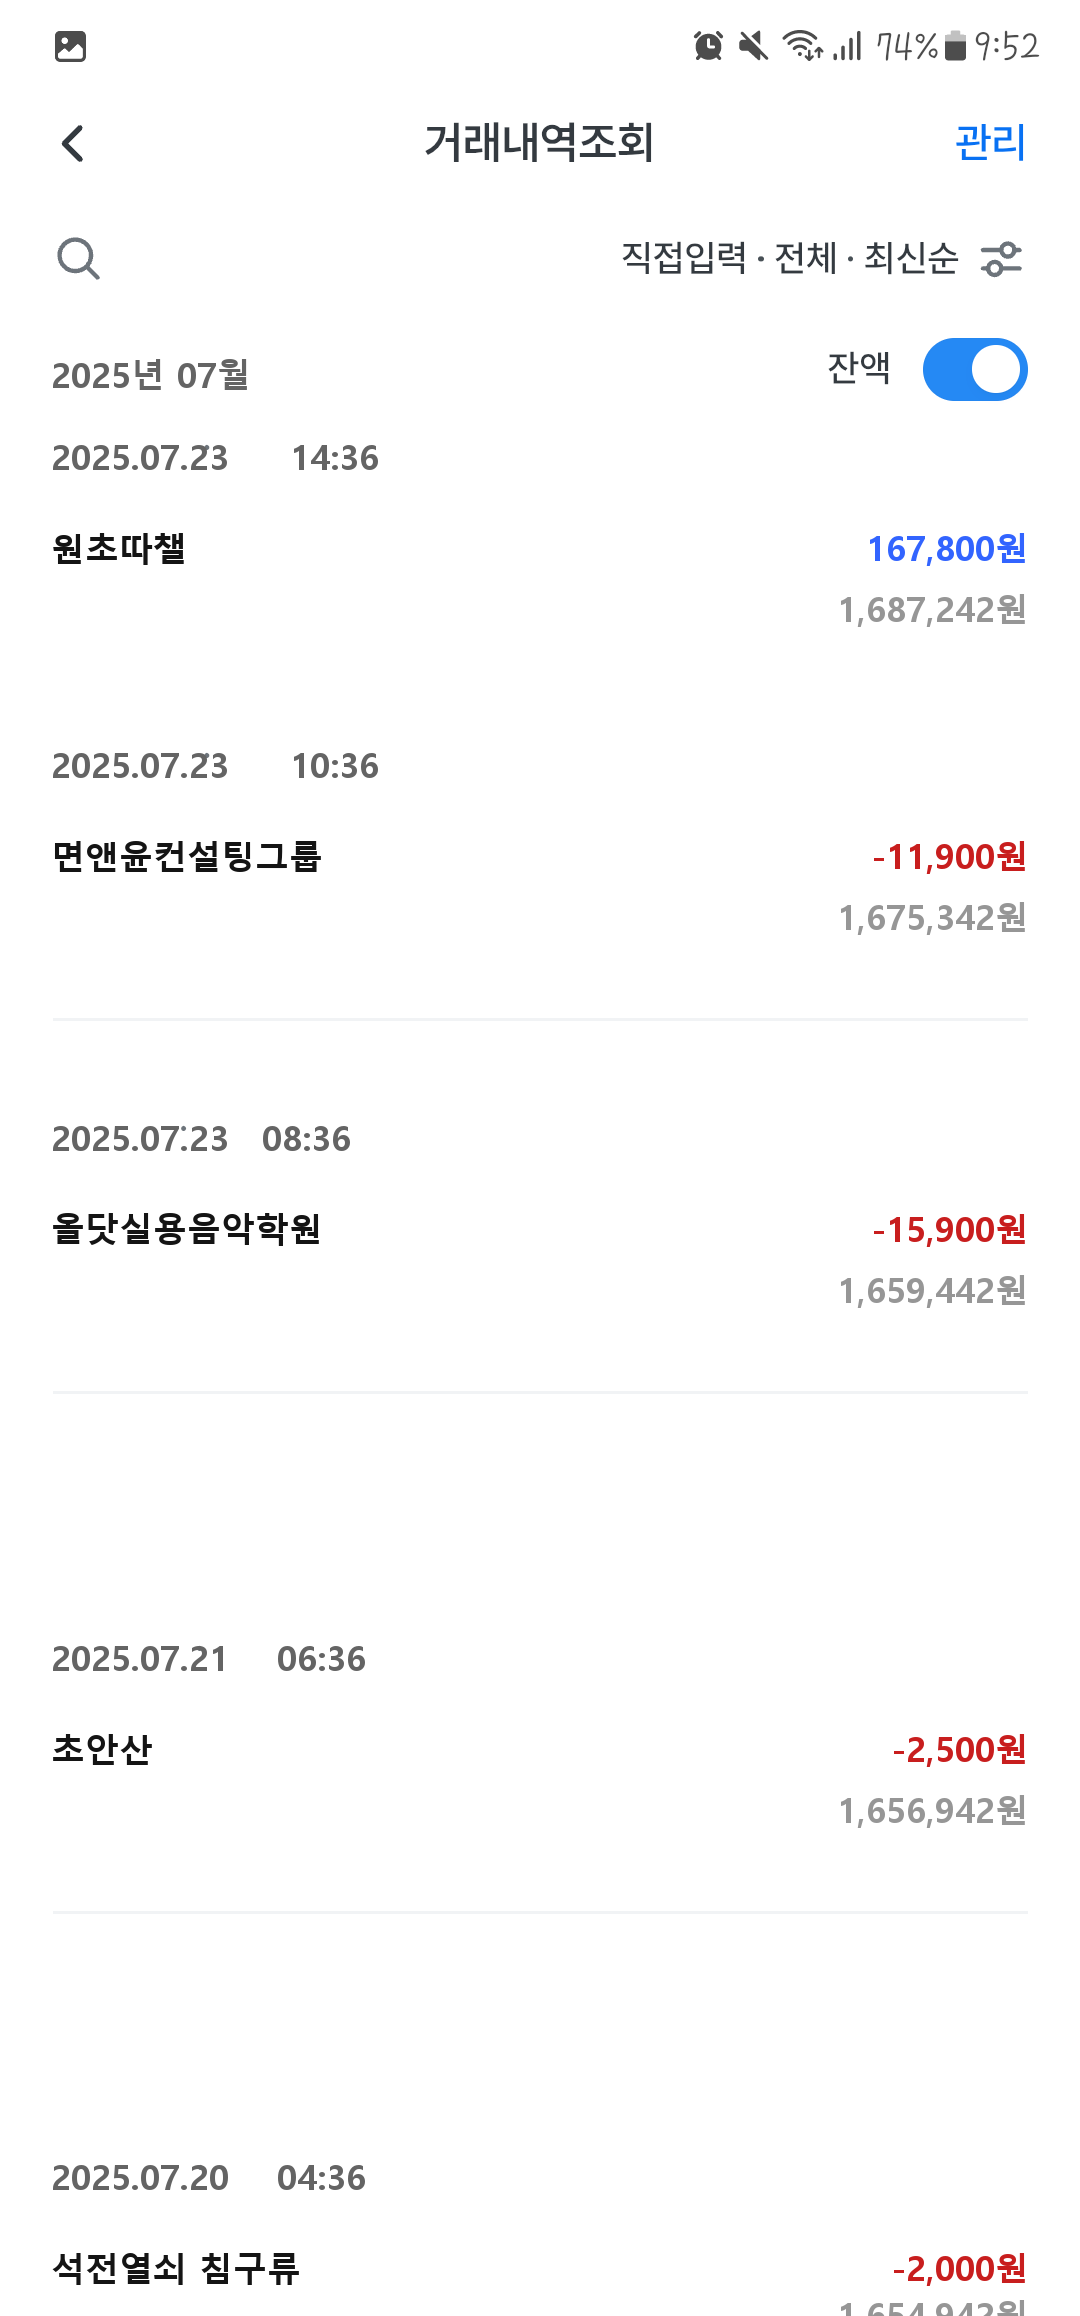 74% 9:52
거래내역조회 관리
직접입력 · 전체 · 최신순
2025년 07월 잔액
2025.07.23 14:36
원초따챌 167,800원
1,687,242원
2025.07.23 10:36
면앤윤컨설팅그룹 -11,900원
1,675,342원
2025.07.23 08:36
올닷실용음악학원 -15,900원
1,659,442원
2025.07.21 06:36
초안산 -2,500원
1,656,942원
2025.07.20 04:36
석전열쇠 침구류 -2,000원
1,654,942원